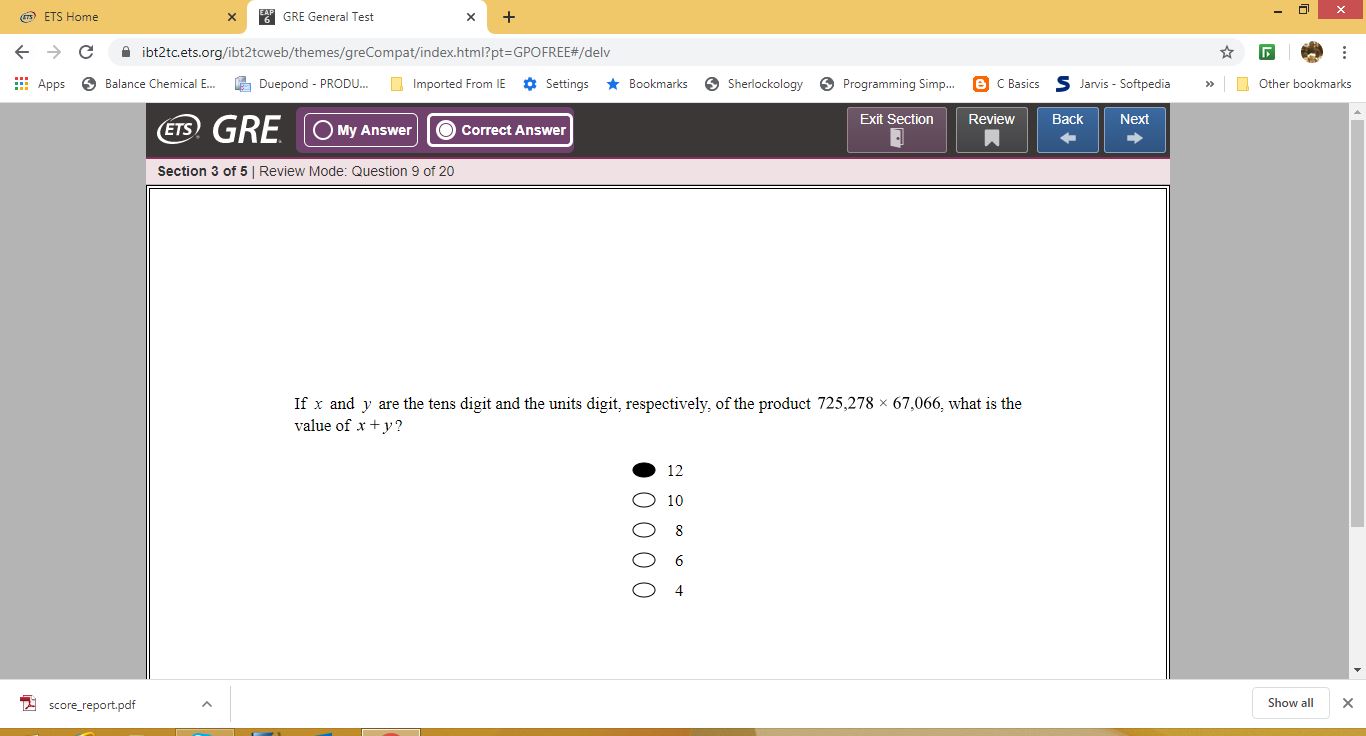 ETS Home
EAP 6 GRE General Test
ibt2tc.ets.org/ibt2tcweb/themes/greCompat/index.html?pt=GPOFREE#/delv
Apps Balance Chemical E... Duepond - PRODU... Imported From IE Settings Bookmarks Sherlockology Programming Simp... C Basics Jarvis - Softpedia » Other bookmarks
ETS GRE My Answer Correct Answer Exit Section Review Back Next
Section 3 of 5 | Review Mode: Question 9 of 20
If x and y are the tens digit and the units digit, respectively, of the product 725,278 × 67,066, what is the
value of x + y?
12
10
8
6
4
score_report.pdf Show all